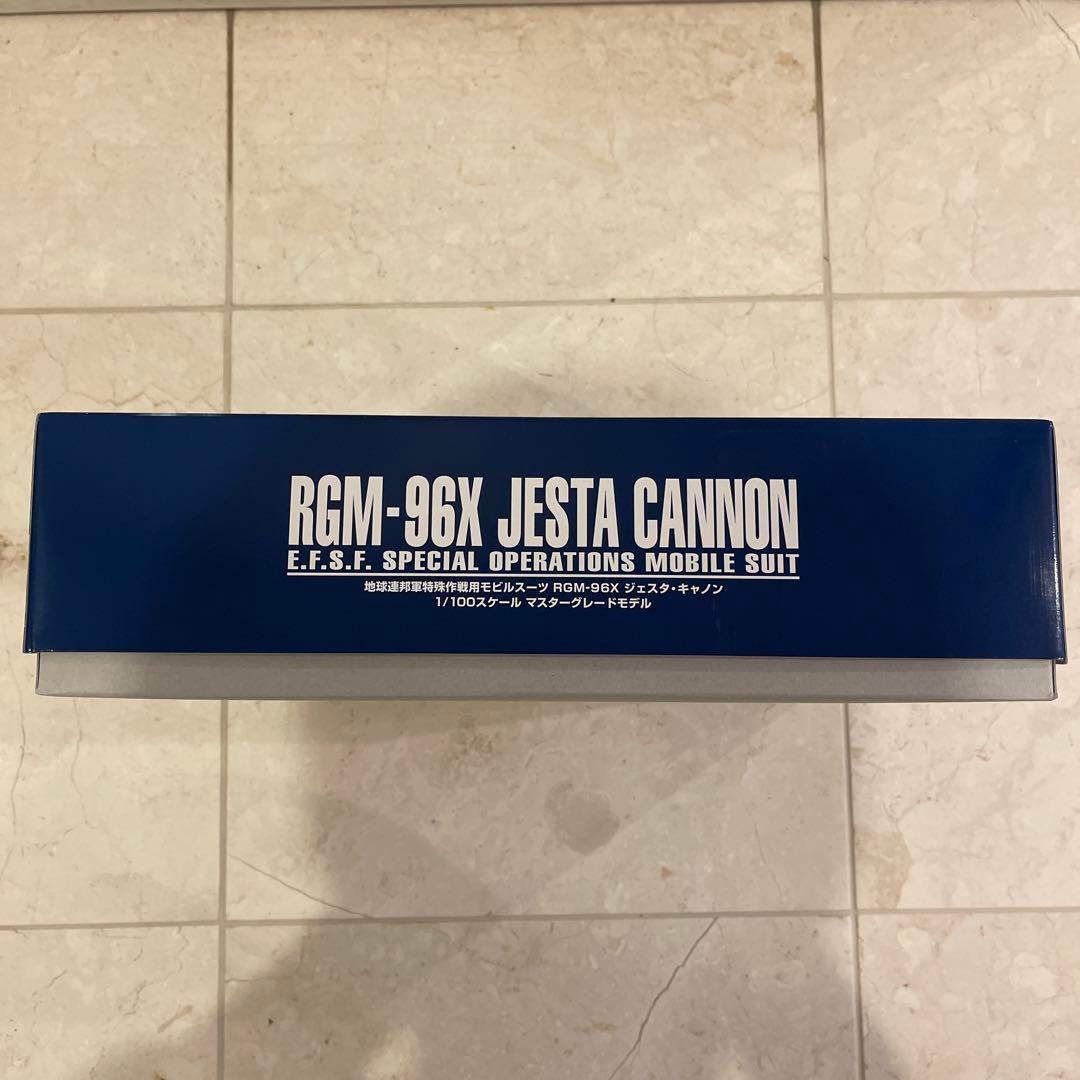 RGM-96X JESTA CANNON
E.F.S.F. SPECIAL OPERATIONS MOBILE SUIT
地球連邦軍特殊作戦用モビルスーツ RGM-96X ジェスタ・キャノン
1/100スケール マスターグレードモデル